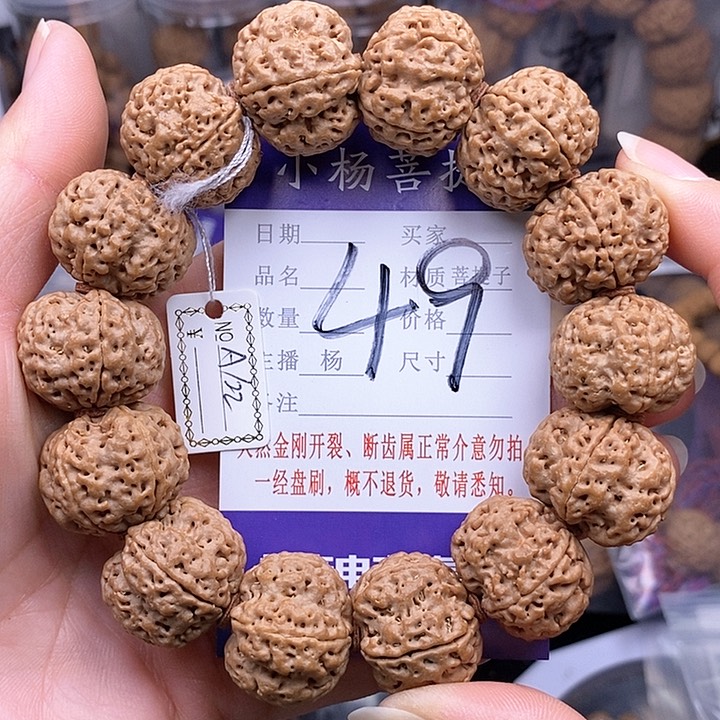 小杨菩提
日期 买家
品名 材质 菩提子
数量 价格
主播 杨 尺寸
备注
49
NO A/32
¥
天然金刚开裂、断齿属正常介意勿拍
一经盘刷，概不退货，敬请悉知。